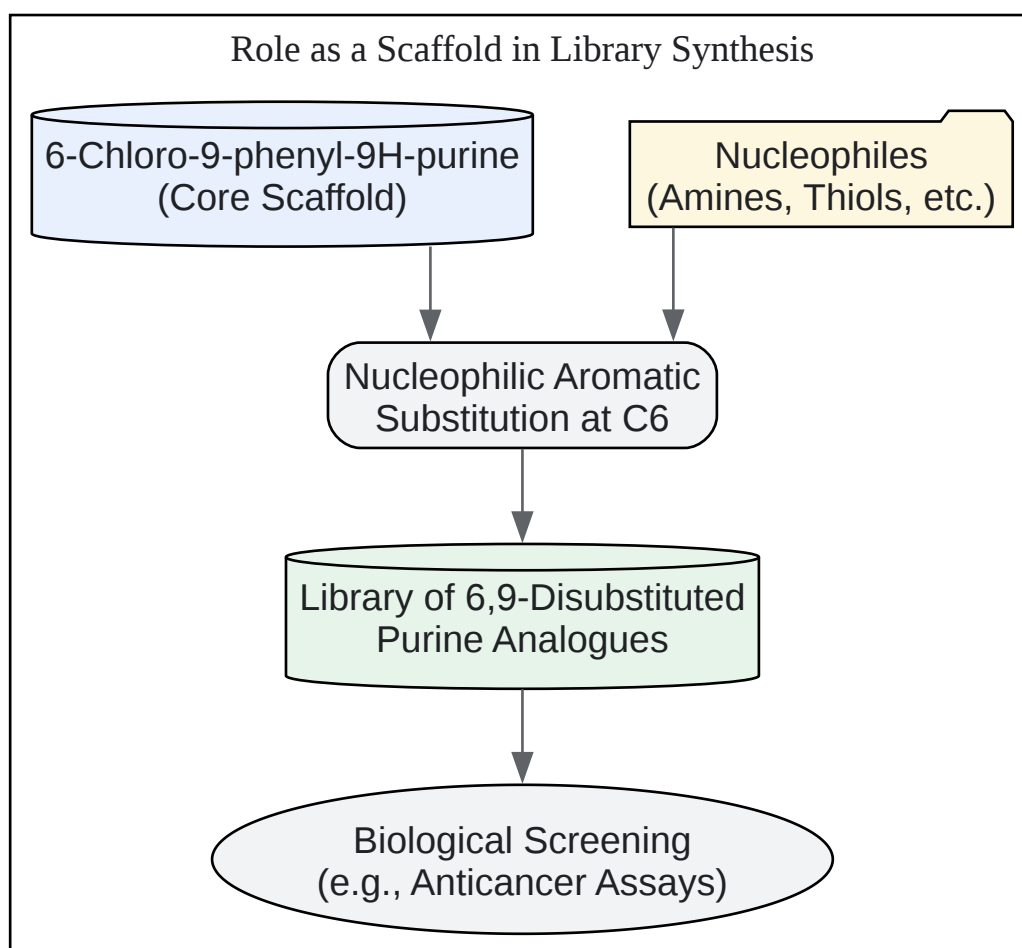 Role as a Scaffold in Library Synthesis
6-Chloro-9-phenyl-9H-purine
(Core Scaffold)
Nucleophiles
(Amines, Thiols, etc.)
Nucleophilic Aromatic
Substitution at C6
Library of 6,9-Disubstituted
Purine Analogues
Biological Screening
(e.g., Anticancer Assays)